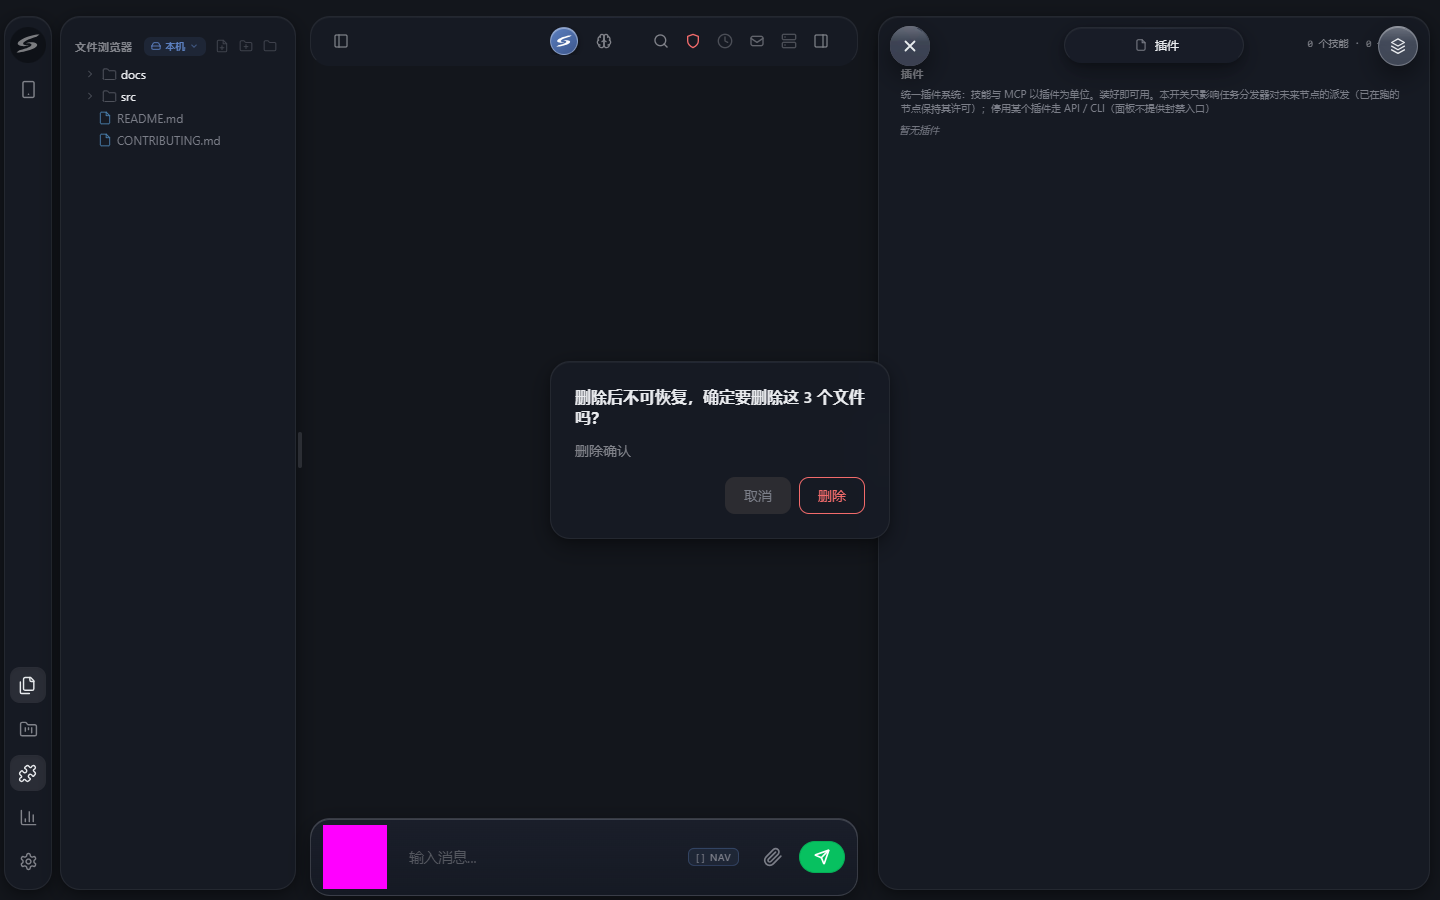 文件浏览器
本机
docs
src
README.md
CONTRIBUTING.md
插件
0 个技能 · 0
插件
统一插件系统：技能与 MCP 以插件为单位。装好即可用。本开关只影响任务分发器对未来节点的派发（已在跑的
节点保持其许可）；停用某个插件走 API / CLI（面板不提供封禁入口）
暂无插件
删除后不可恢复，确定要删除这 3 个文件
吗？
删除确认
取消
删除
输入消息...
[ ] NAV